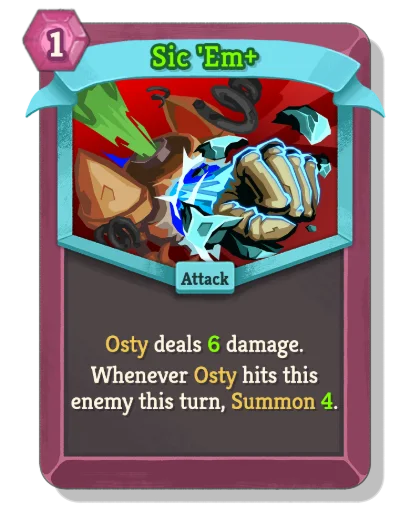 1
Sic 'Em+
Attack
Osty deals 6 damage.
Whenever Osty hits this
enemy this turn, Summon 4.